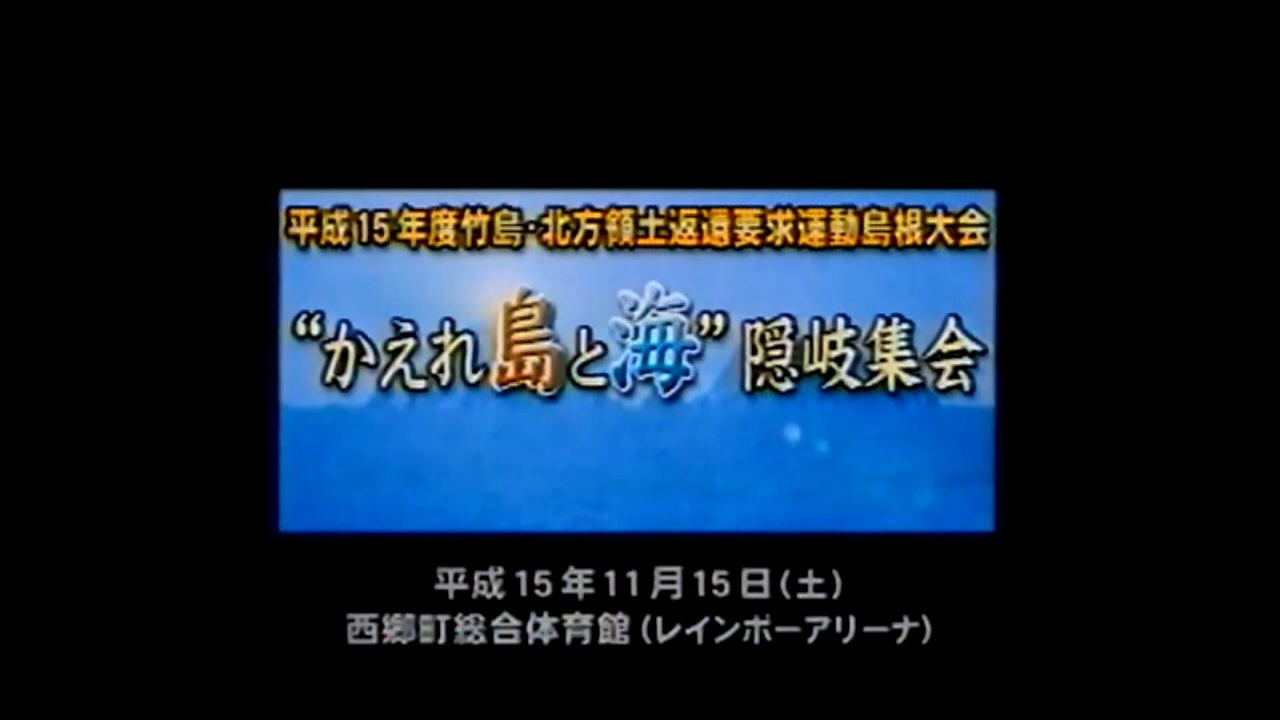 平成15年度竹島・北方領土返還要求運動島根大会
“かえれ島と海”隠岐集会
平成15年11月15日(土)
西郷町総合体育館(レインボーアリーナ)